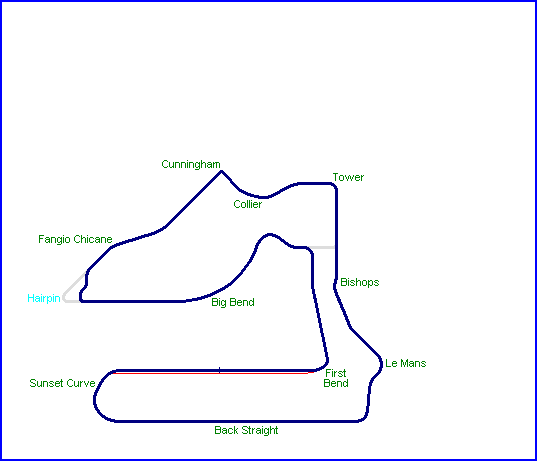 Cunningham
Tower
Collier
Fangio Chicane
Bishops
Hairpin
Big Bend
Le Mans
First
Bend
Sunset Curve
Back Straight